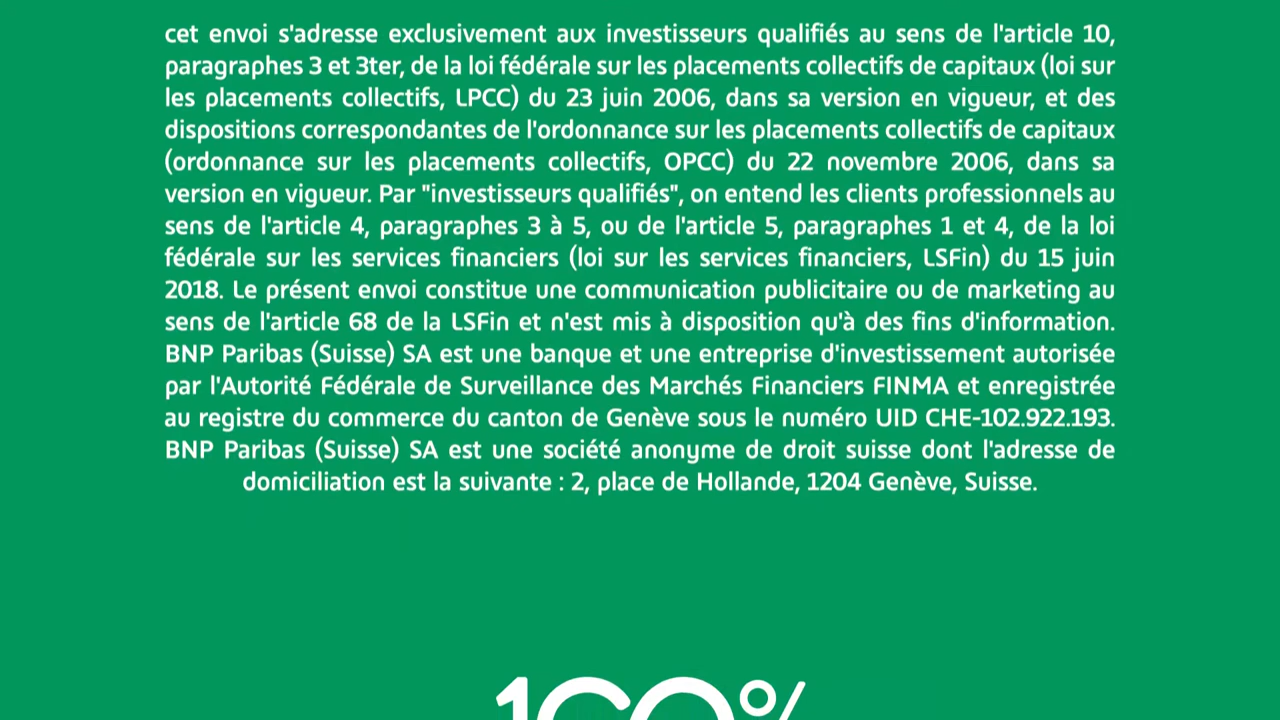 cet envoi s'adresse exclusivement aux investisseurs qualifiés au sens de l'article 10,
paragraphes 3 et 3ter, de la loi fédérale sur les placements collectifs de capitaux (loi sur
les placements collectifs, LPCC) du 23 juin 2006, dans sa version en vigueur, et des
dispositions correspondantes de l'ordonnance sur les placements collectifs de capitaux
(ordonnance sur les placements collectifs, OPCC) du 22 novembre 2006, dans sa
version en vigueur. Par "investisseurs qualifiés", on entend les clients professionnels au
sens de l'article 4, paragraphes 3 à 5, ou de l'article 5, paragraphes 1 et 4, de la loi
fédérale sur les services financiers (loi sur les services financiers, LSFin) du 15 juin
2018. Le présent envoi constitue une communication publicitaire ou de marketing au
sens de l'article 68 de la LSFin et n'est mis à disposition qu'à des fins d'information.
BNP Paribas (Suisse) SA est une banque et une entreprise d'investissement autorisée
par l'Autorité Fédérale de Surveillance des Marchés Financiers FINMA et enregistrée
au registre du commerce du canton de Genève sous le numéro UID CHE-102.922.193.
BNP Paribas (Suisse) SA est une société anonyme de droit suisse dont l'adresse de
domiciliation est la suivante : 2, place de Hollande, 1204 Genève, Suisse.
100%